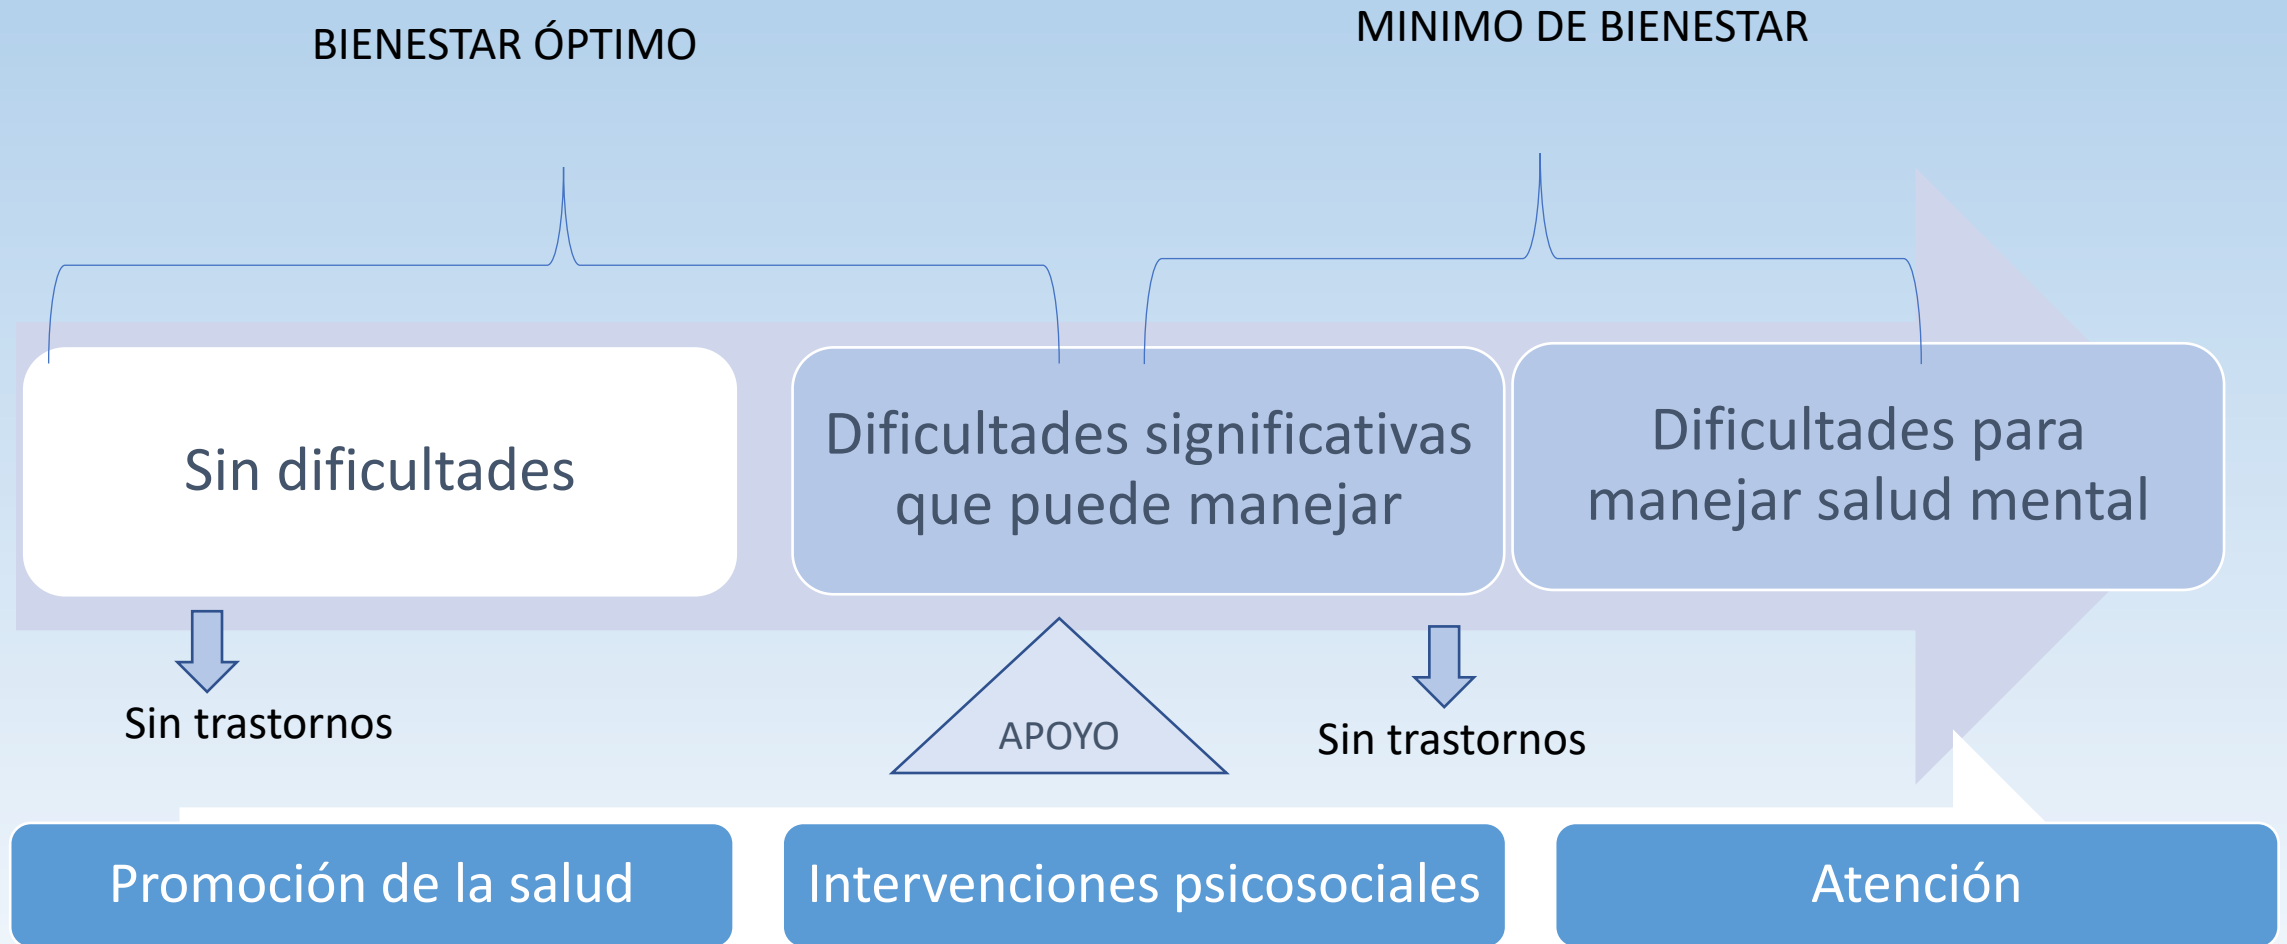 BIENESTAR ÓPTIMO
MINIMO DE BIENESTAR
Sin dificultades
Dificultades significativas
que puede manejar
Dificultades para
manejar salud mental
Sin trastornos
APOYO
Sin trastornos
Promoción de la salud
Intervenciones psicosociales
Atención